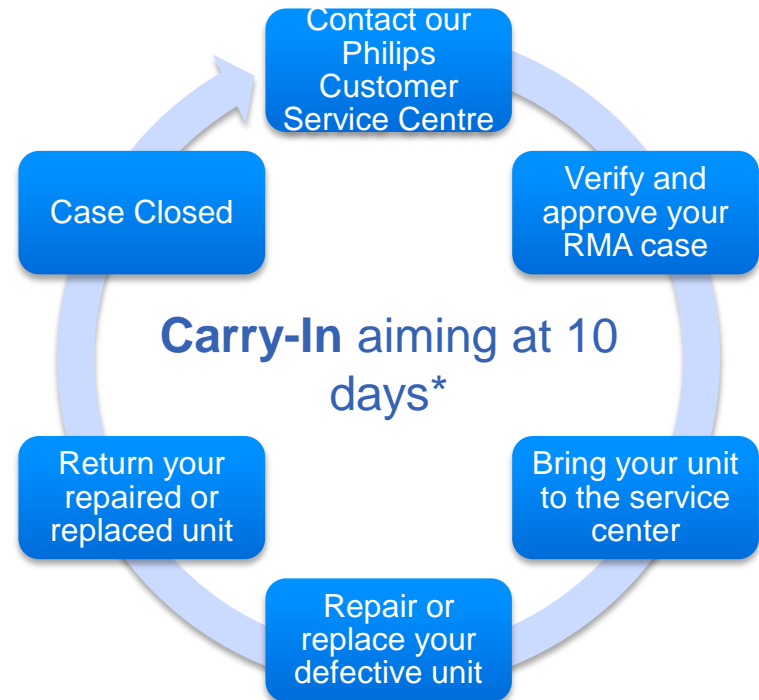 Contact our
Philips
Customer
Service Centre
Verify and
approve your
RMA case
Bring your unit
to the service
center
Repair or
replace your
defective unit
Return your
repaired or
replaced unit
Case Closed
Carry-In aiming at 10
days*